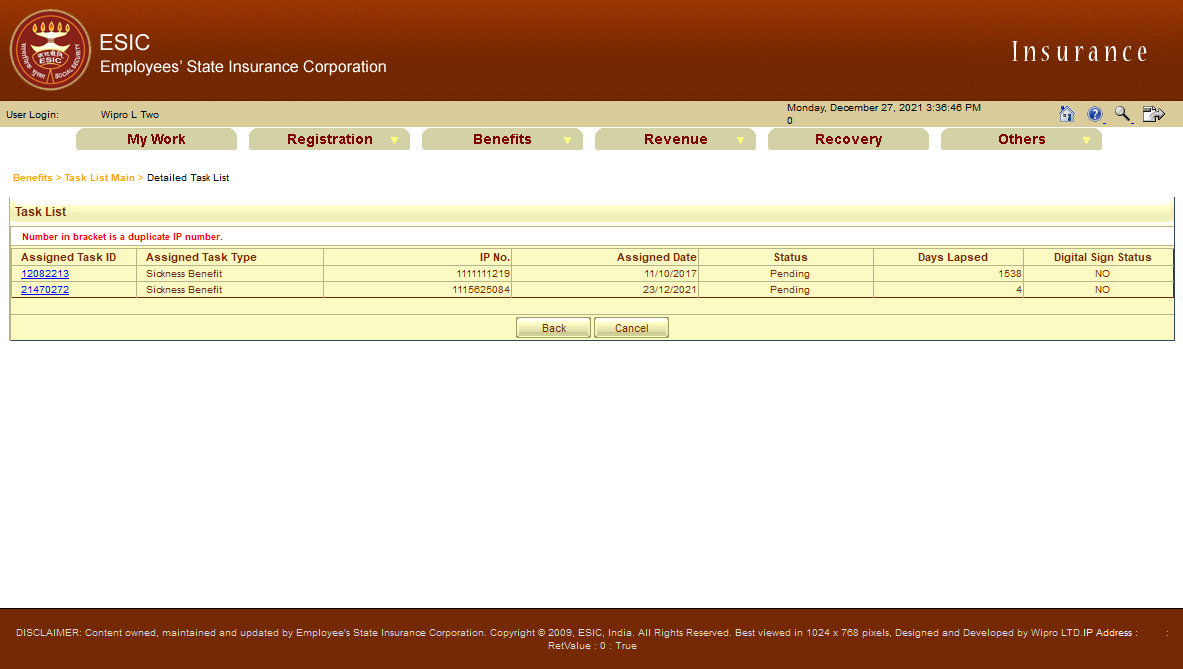 ESIC
Employees' State Insurance Corporation
Insurance
ESIC
SOCIAL SECURITY
User Login: Wipro L Two
Monday, December 27, 2021 3:36:46 PM
0
My Work Registration Benefits Revenue Recovery Others
Benefits > Task List Main > Detailed Task List
Task List
Number in bracket is a duplicate IP number.
Assigned Task ID Assigned Task Type IP No. Assigned Date Status Days Lapsed Digital Sign Status
12082213 Sickness Benefit 1111111219 11/10/2017 Pending 1538 NO
21470272 Sickness Benefit 1115625084 23/12/2021 Pending 4 NO
Back Cancel
DISCLAIMER: Content owned, maintained and updated by Employee's State Insurance Corporation. Copyright © 2009, ESIC, India. All Rights Reserved. Best viewed in 1024 x 768 pixels, Designed and Developed by Wipro LTD.IP Address : :
RetValue : 0 : True